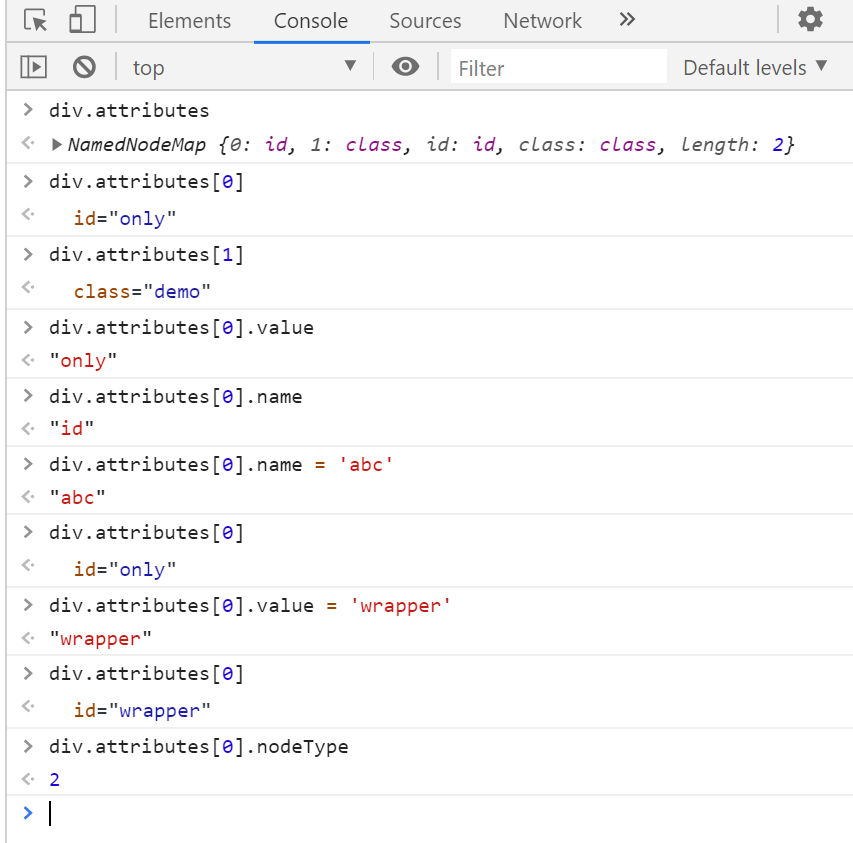 Elements Console Sources Network
top Filter Default levels
div.attributes
NamedNodeMap {0: id, 1: class, id: id, class: class, length: 2}
div.attributes[0]
id="only"
div.attributes[1]
class="demo"
div.attributes[0].value
"only"
div.attributes[0].name
"id"
div.attributes[0].name = 'abc'
"abc"
div.attributes[0]
id="only"
div.attributes[0].value = 'wrapper'
"wrapper"
div.attributes[0]
id="wrapper"
div.attributes[0].nodeType
2